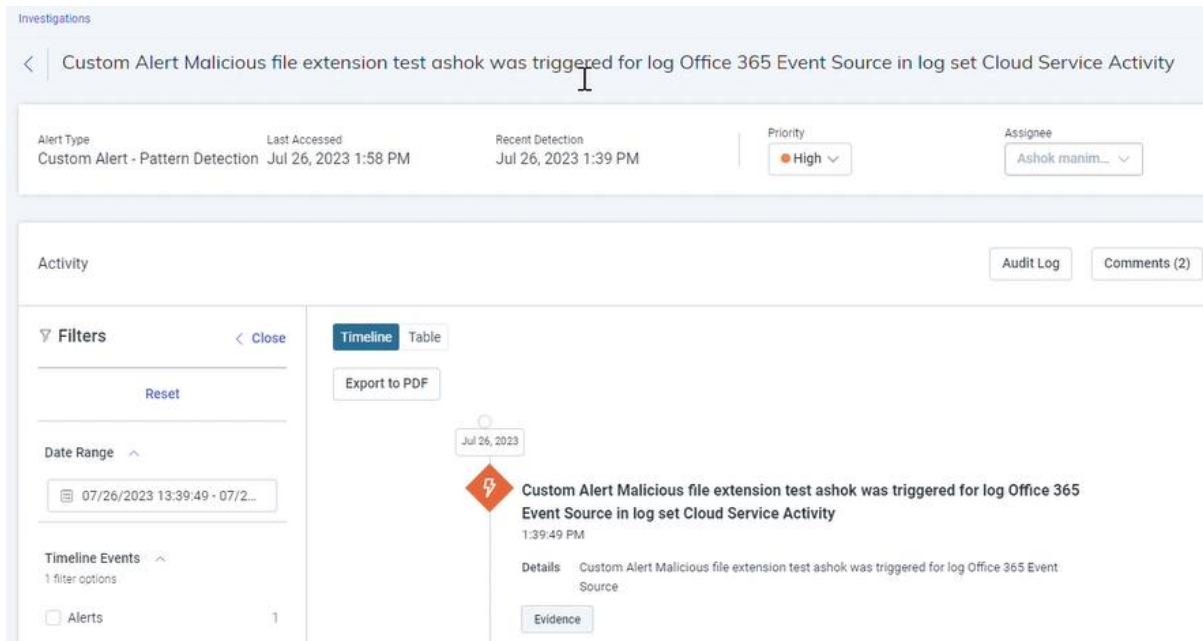 Investigations
Custom Alert Malicious file extension test ashok was triggered for log Office 365 Event Source in log set Cloud Service Activity
Alert Type
Custom Alert - Pattern Detection
Last Accessed
Jul 26, 2023 1:58 PM
Recent Detection
Jul 26, 2023 1:39 PM
Priority
High
Assignee
Ashok manim...
Activity
Audit Log
Comments (2)
Filters
Close
Reset
Date Range
07/26/2023 13:39:49 - 07/2...
Timeline Events
1 filter options
Alerts
1
Timeline
Table
Export to PDF
Jul 26, 2023
Custom Alert Malicious file extension test ashok was triggered for log Office 365
Event Source in log set Cloud Service Activity
1:39:49 PM
Details
Custom Alert Malicious file extension test ashok was triggered for log Office 365 Event
Source
Evidence